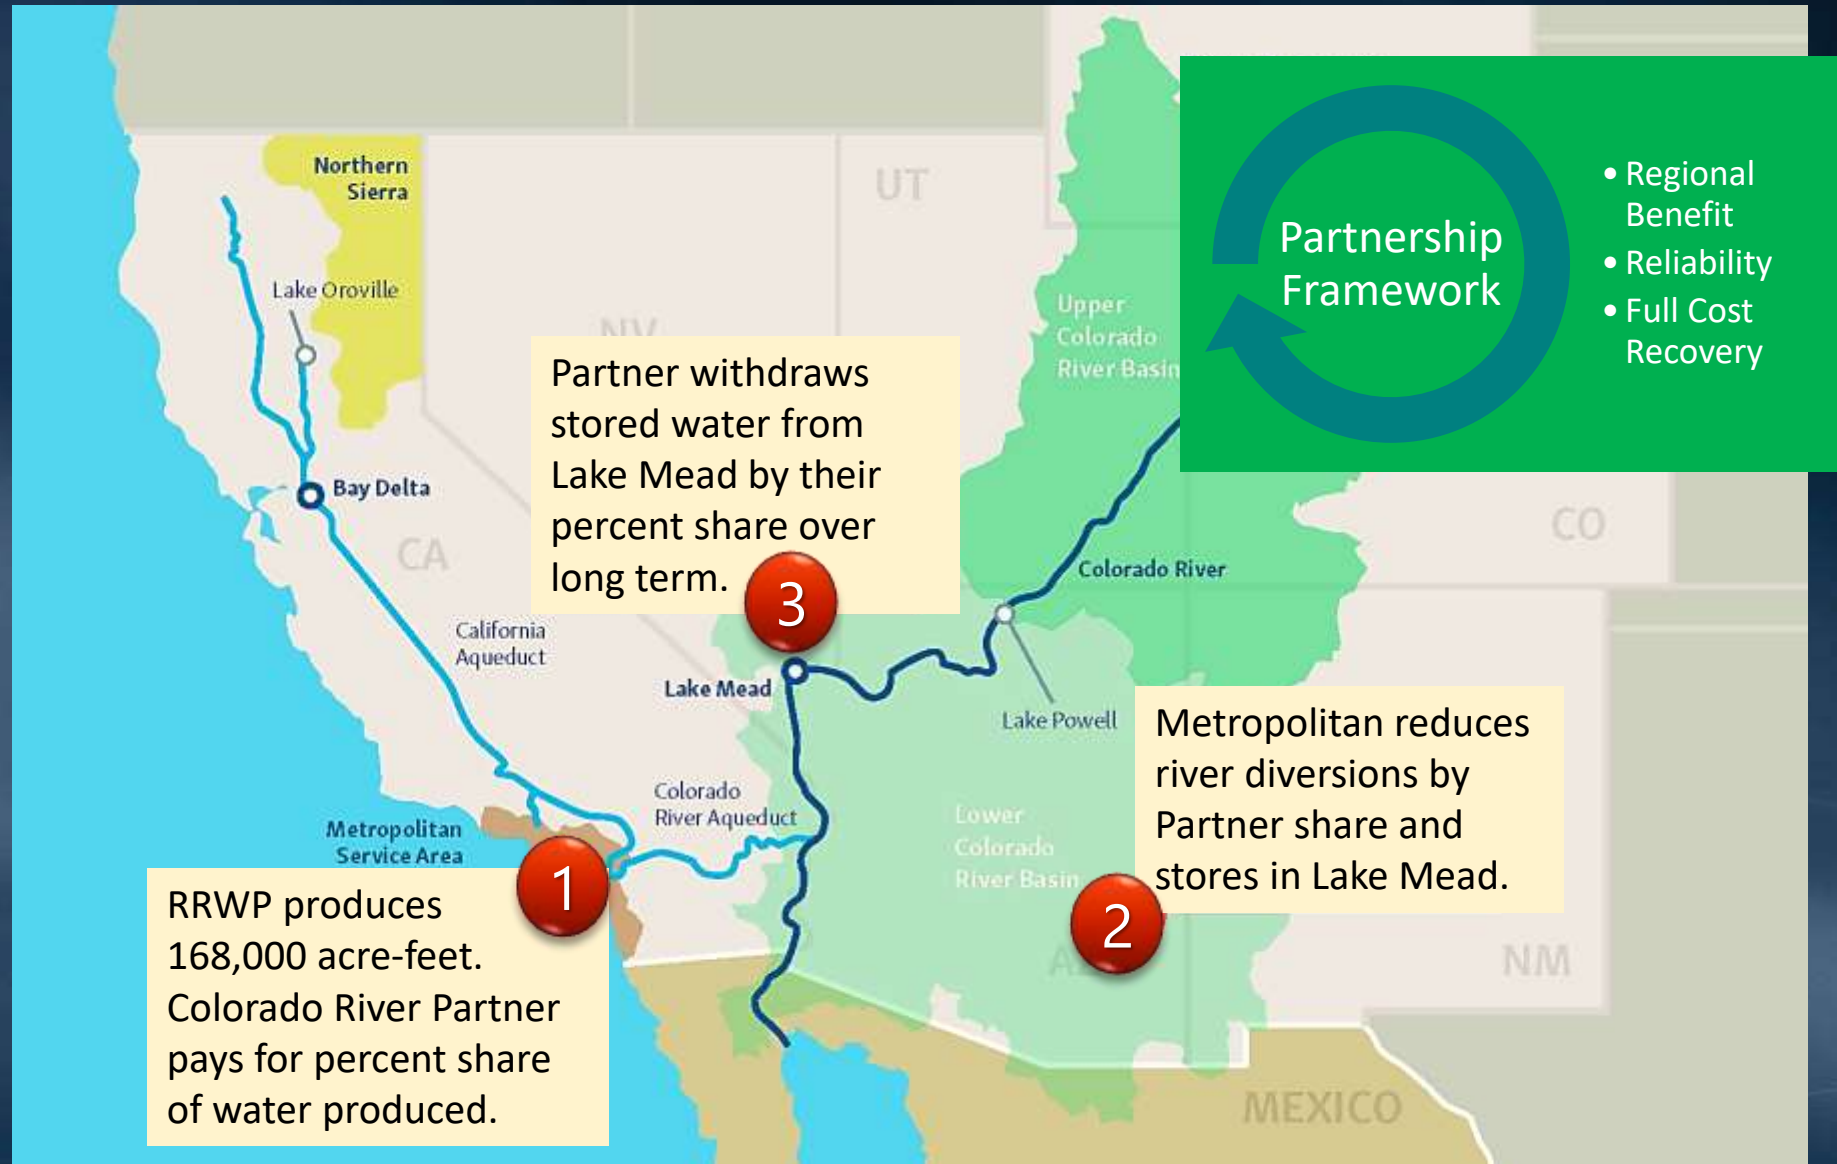 Northern
Sierra
UT
Partnership
Framework
• Regional
Benefit
• Reliability
• Full Cost
Recovery
Lake Oroville
NV
Upper
Colorado
River Basin
Partner withdraws
stored water from
Lake Mead by their
percent share over
long term.
3
Bay Delta
CA
CO
Colorado River
California
Aqueduct
Lake Mead
Lake Powell
Metropolitan reduces
river diversions by
Partner share and
stores in Lake Mead.
2
Colorado
River Aqueduct
Lower
Colorado
River Basin
Metropolitan
Service Area
1
RRWP produces
168,000 acre-feet.
Colorado River Partner
pays for percent share
of water produced.
NM
MEXICO